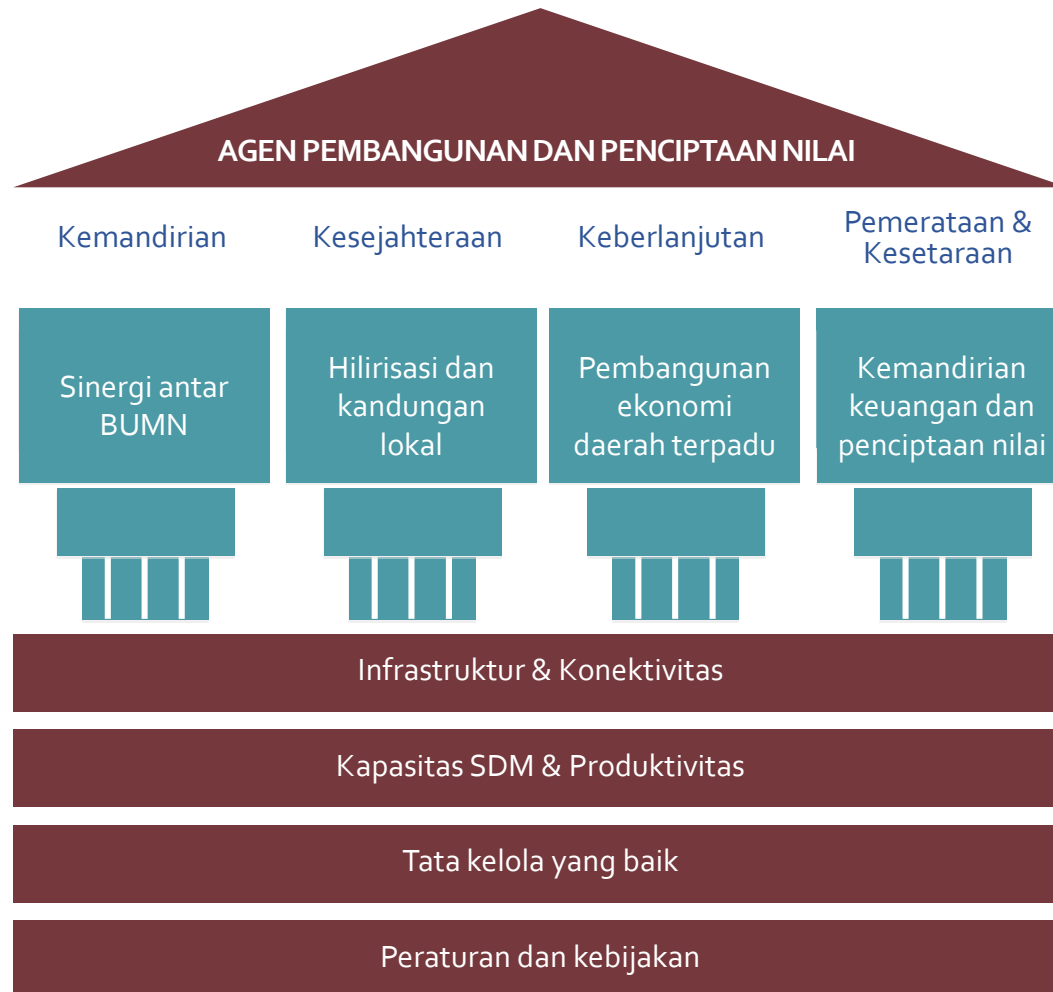 AGEN PEMBANGUNAN DAN PENCIPTAAN NILAI
Kemandirian
Kesejahteraan
Keberlanjutan
Pemerataan &
Kesetaraan
Sinergi antar
BUMN
Hilirisasi dan
kandungan
lokal
Pembangunan
ekonomi
daerah terpadu
Kemandirian
keuangan dan
penciptaan nilai
Infrastruktur & Konektivitas
Kapasitas SDM & Produktivitas
Tata kelola yang baik
Peraturan dan kebijakan